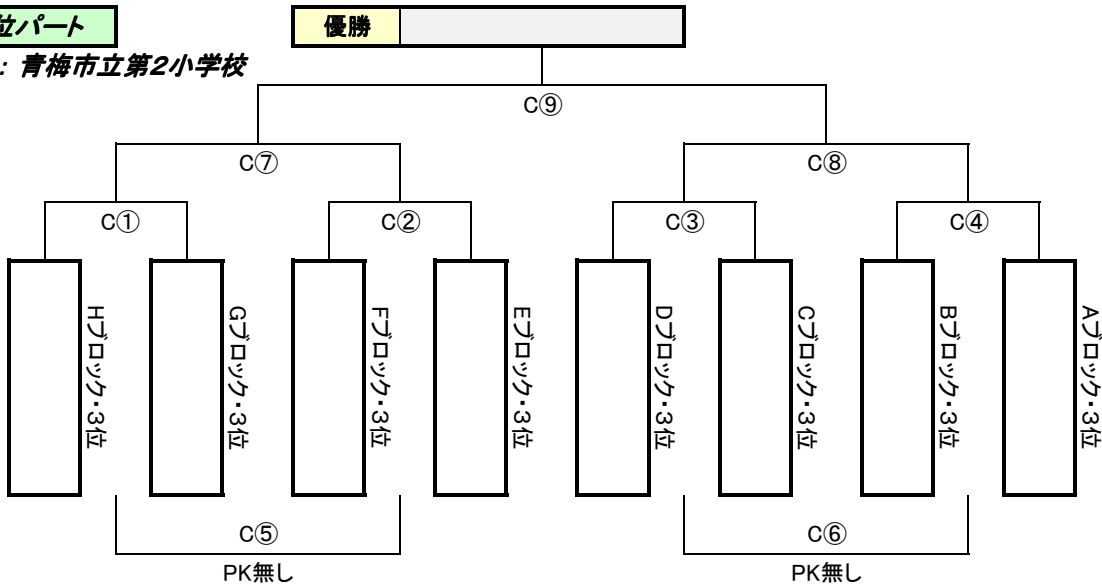 位パート
優勝
: 青梅市立第2小学校
C⑨
C⑦
C⑧
C①
C②
C③
C④
Hブロック・3位
Gブロック・3位
Fブロック・3位
Eブロック・3位
Dブロック・3位
Cブロック・3位
Bブロック・3位
Aブロック・3位
C⑤
C⑥
PK無し
PK無し